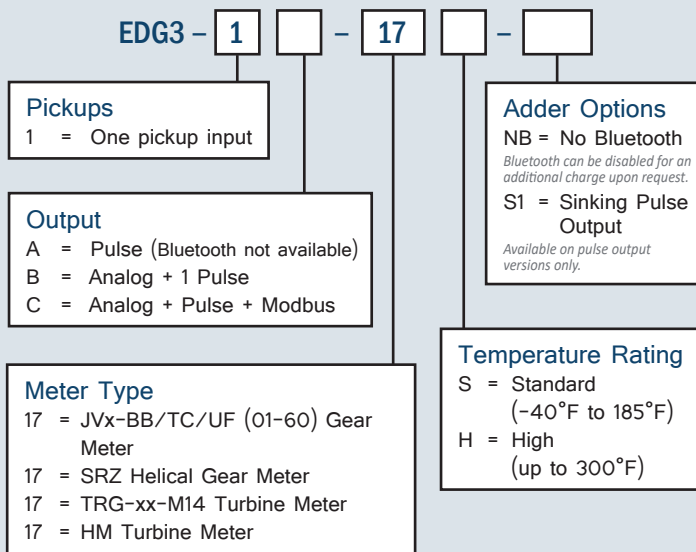 EDG3 – 1 – 17 –
Pickups
1 = One pickup input
Output
A = Pulse (Bluetooth not available)
B = Analog + 1 Pulse
C = Analog + Pulse + Modbus
Meter Type
17 = JVx-BB/TC/UF (01-60) Gear
Meter
17 = SRZ Helical Gear Meter
17 = TRG-xx-M14 Turbine Meter
17 = HM Turbine Meter
Adder Options
NB = No Bluetooth
Bluetooth can be disabled for an
additional charge upon request.
S1 = Sinking Pulse
Output
Available on pulse output
versions only.
Temperature Rating
S = Standard
(-40°F to 185°F)
H = High
(up to 300°F)